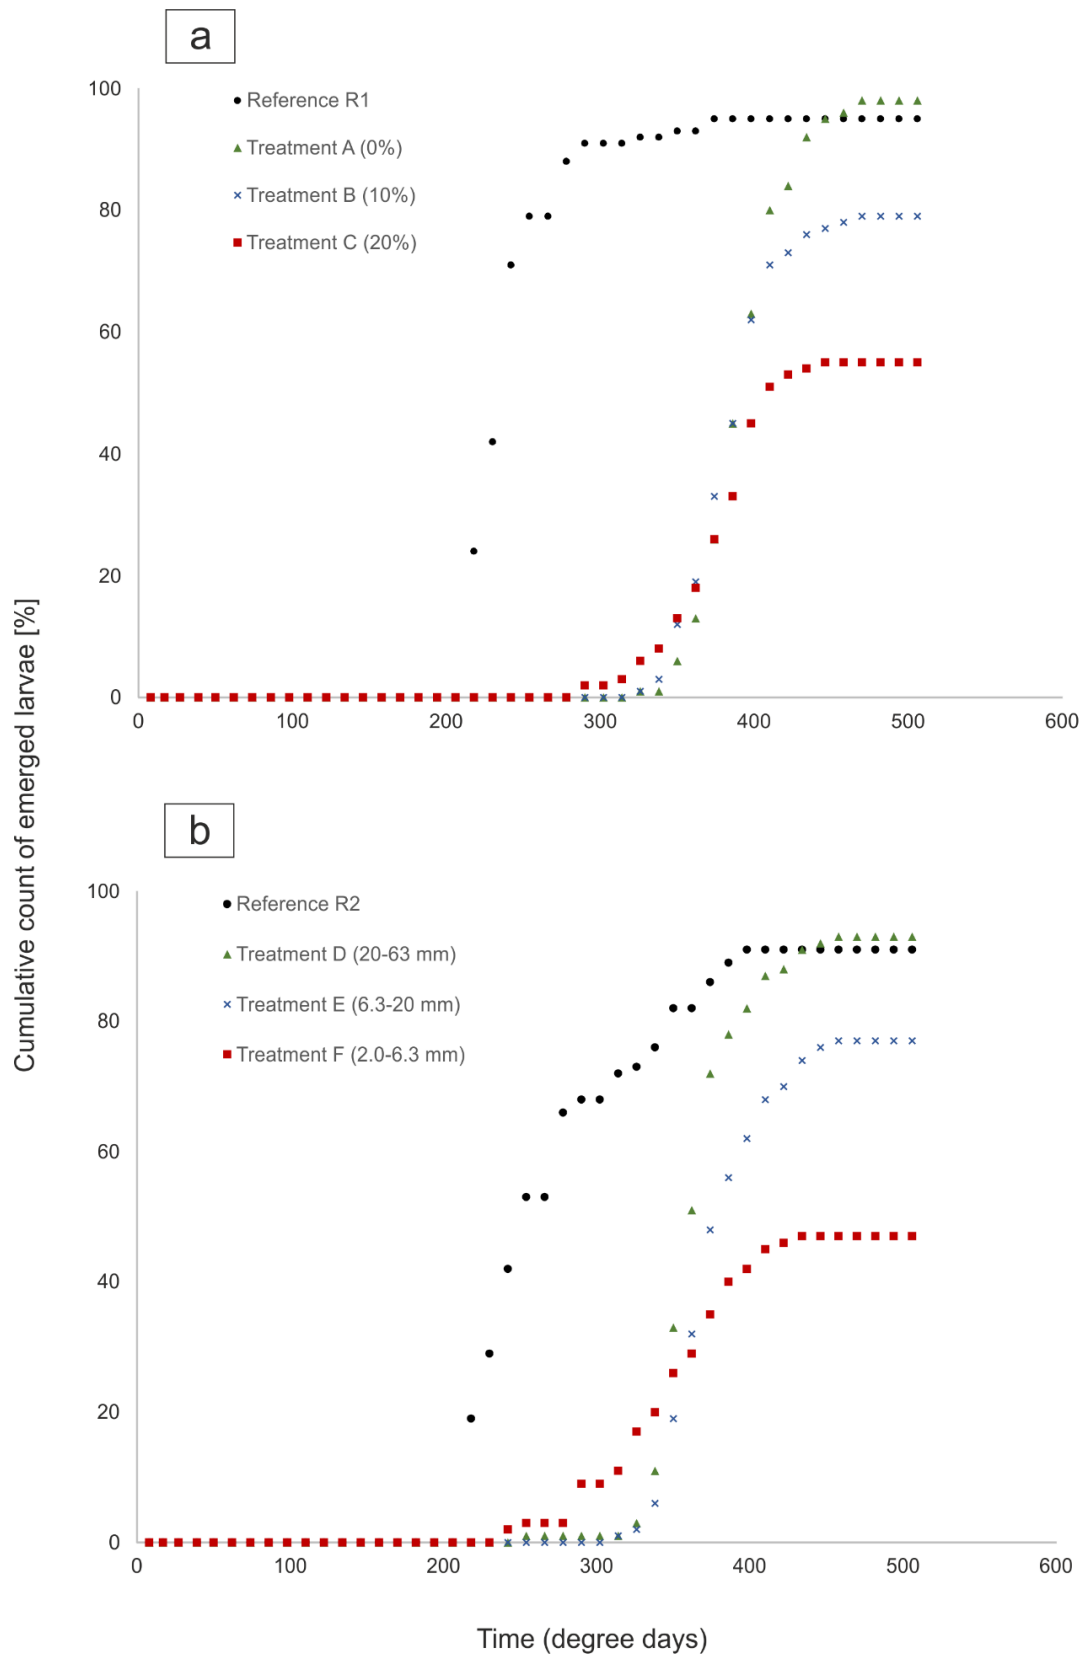 a
100
Reference R1
Treatment A (0%)
Treatment B (10%)
Treatment C (20%)
80
60
40
20
0
0 100 200 300 400 500 600
Cumulative count of emerged larvae [%]
b
100
Reference R2
Treatment D (20-63 mm)
Treatment E (6.3-20 mm)
Treatment F (2.0-6.3 mm)
80
60
40
20
0
0 100 200 300 400 500 600
Time (degree days)